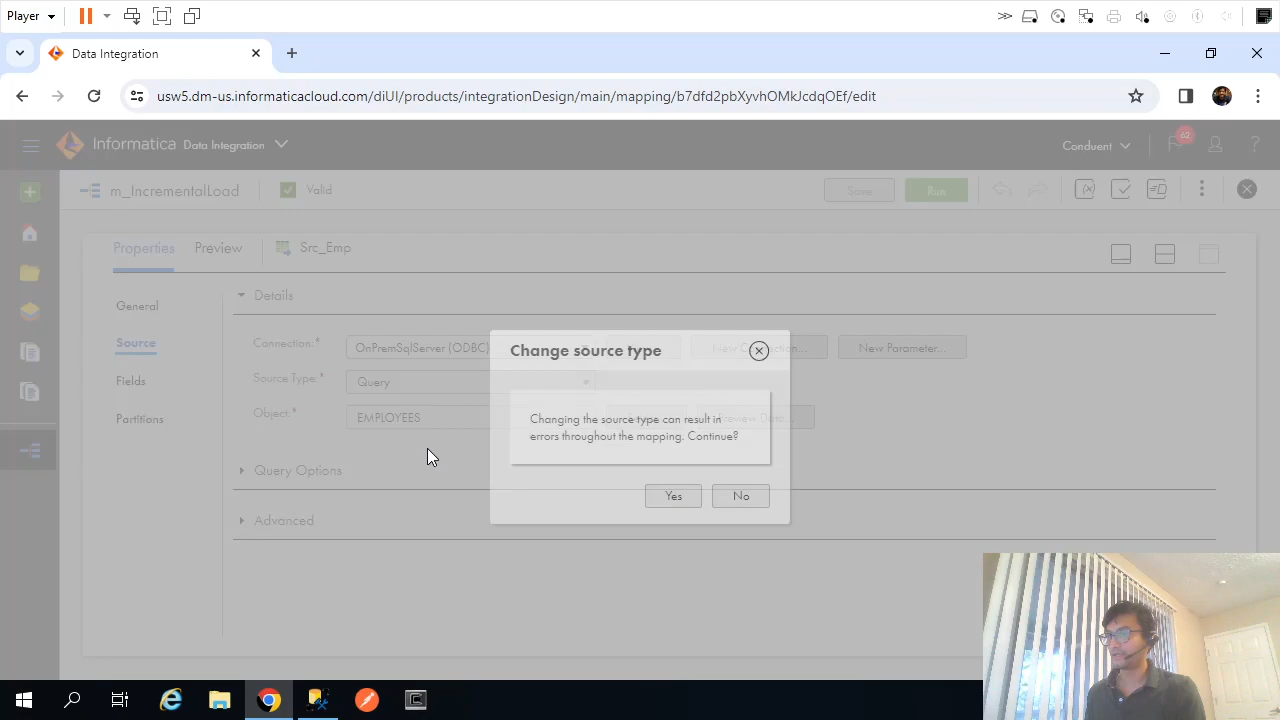 Player
Data Integration
usw5.dm-us.informaticacloud.com/diUI/products/integrationDesign/main/mapping/b7dfd2pbXyvhOMkJcdqOEf/edit
Informatica Data Integration
Conduent
62
m_IncrementalLoad
Valid
Save
Run
Properties
Preview
Src_Emp
General
Source
Fields
Partitions
Details
Connection:*
OnPremSqlServer (ODBC)
New Parameter...
Source Type:*
Query
Object:*
EMPLOYEES
Query Options
Advanced
Change source type
Changing the source type can result in
errors throughout the mapping. Continue?
Yes
No